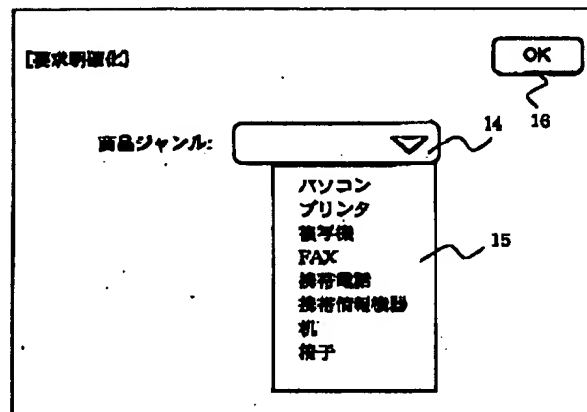 [要求明確化]
OK
16
商品ジャンル:
14
パソコン
プリンタ
複写機
FAX
携帯電話
携帯情報機器
机
椅子
15